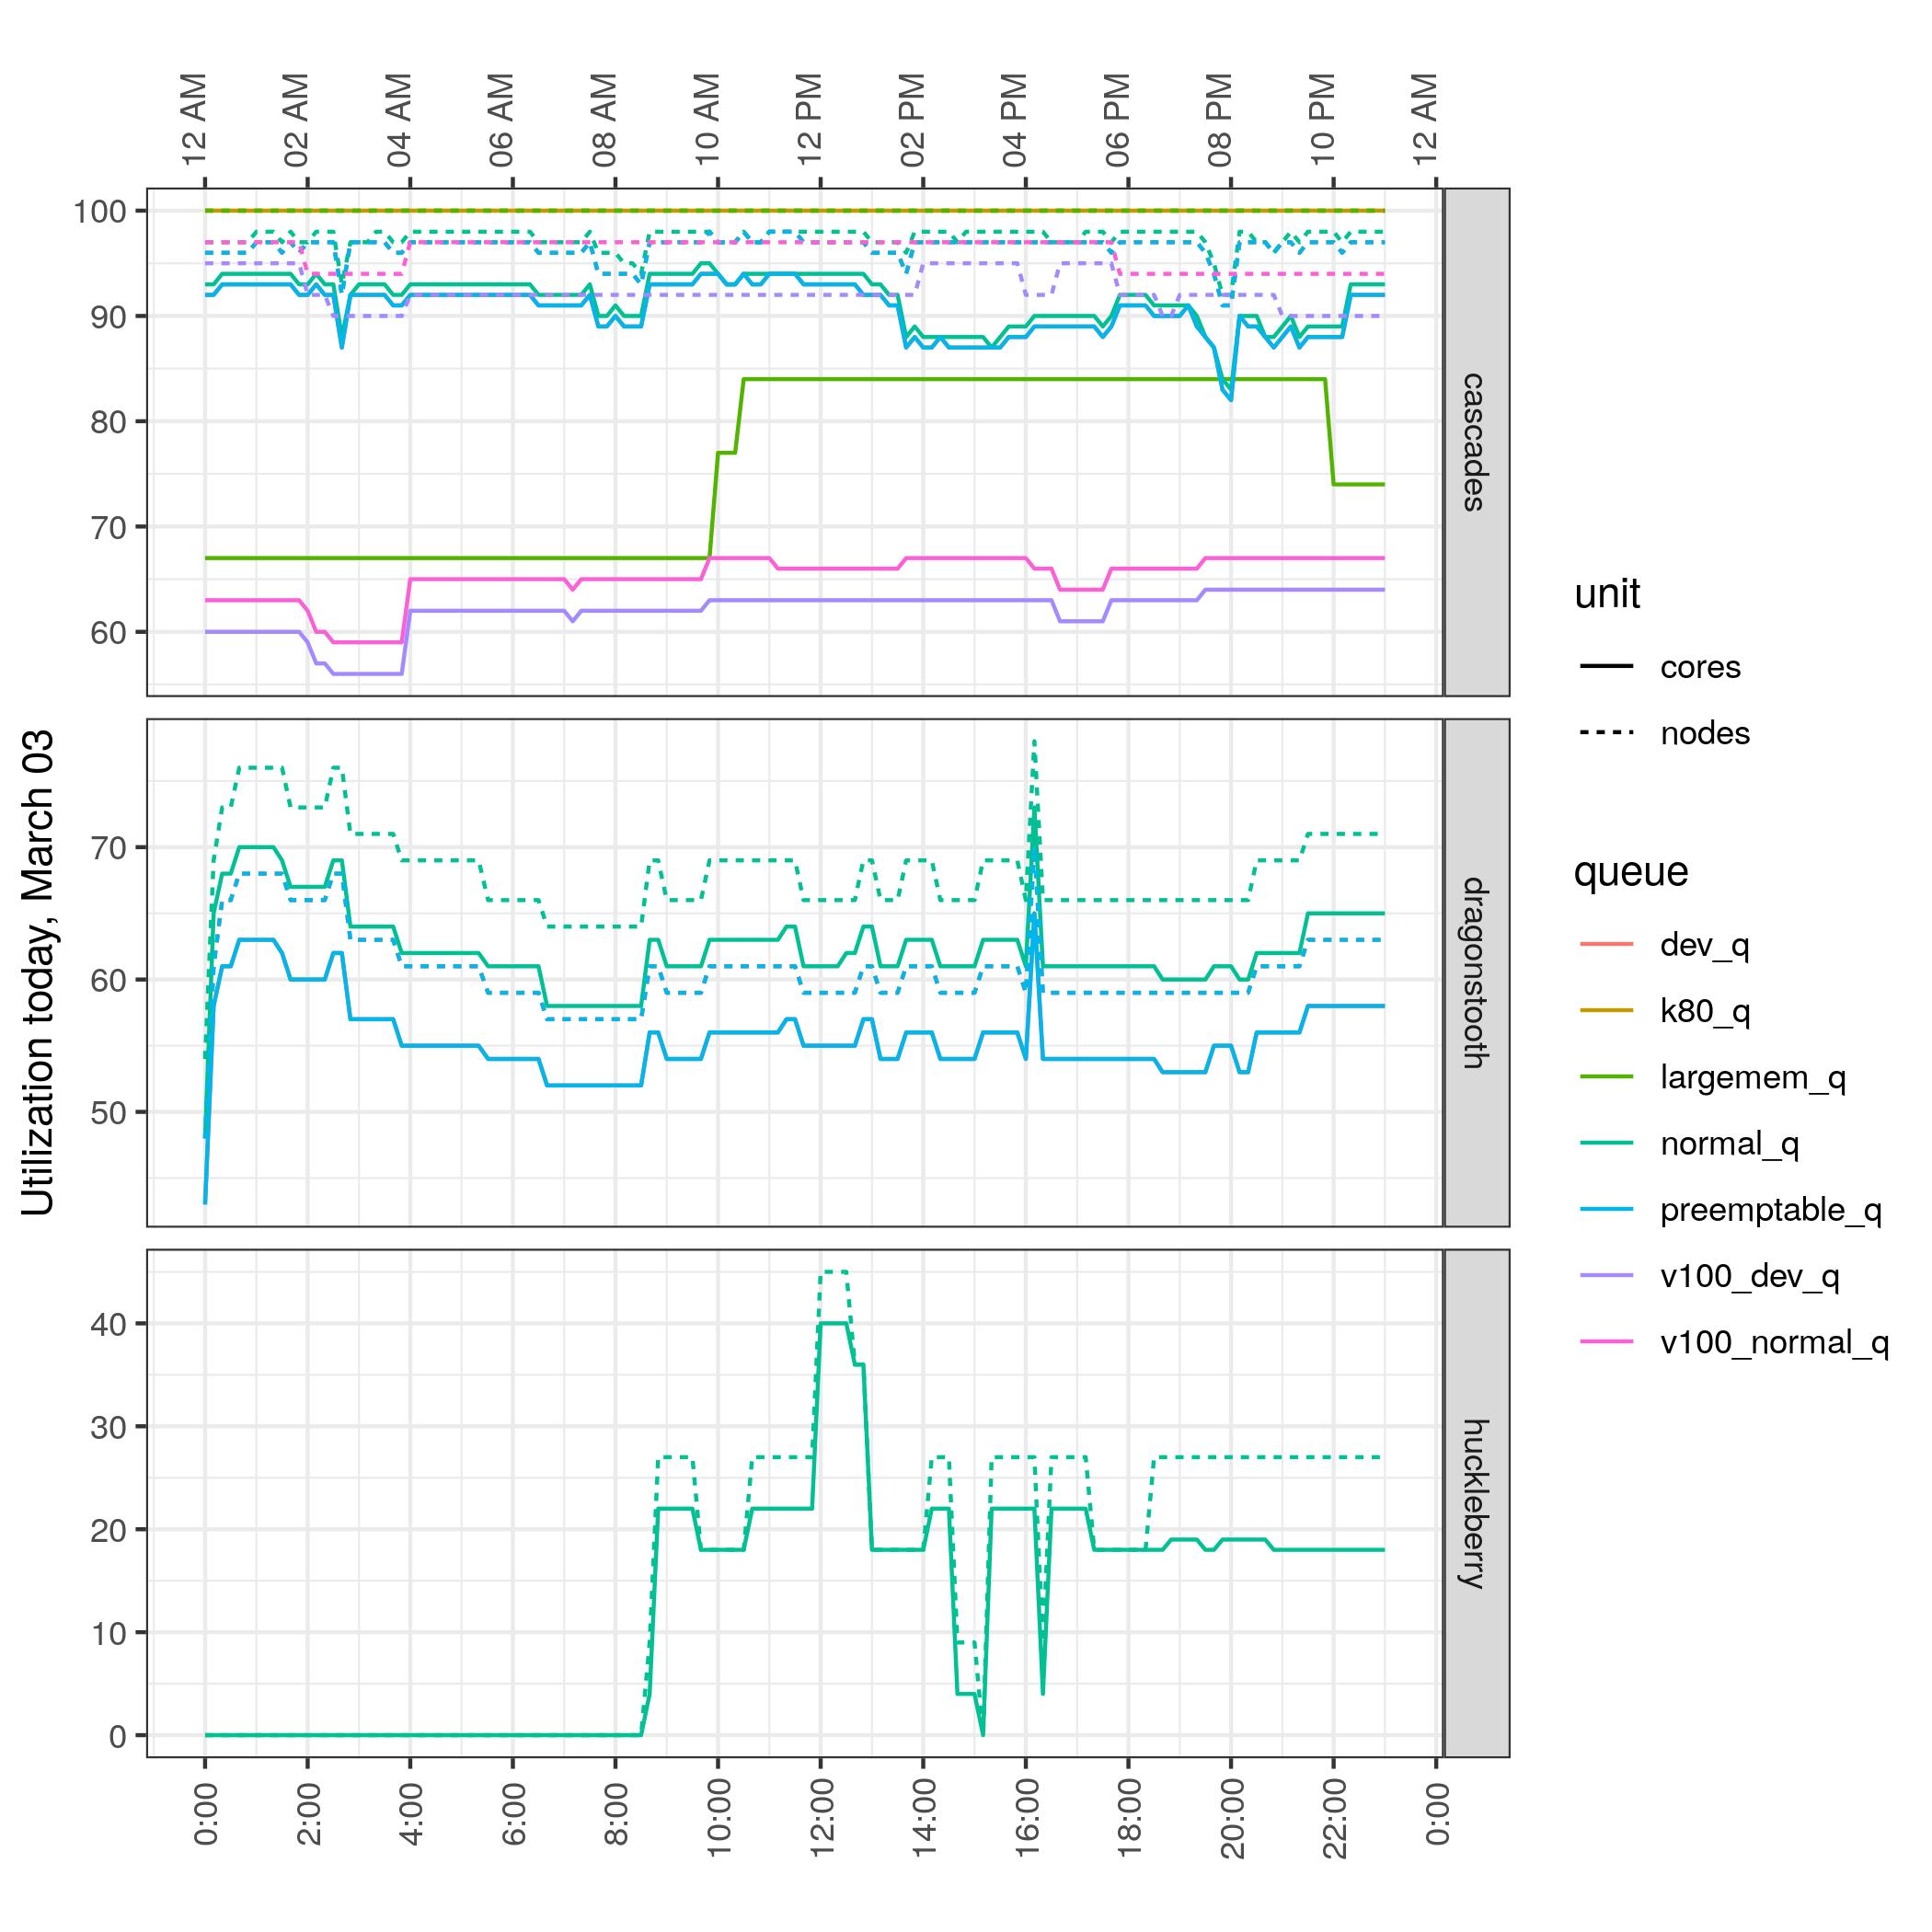 12 AM
02 AM
04 AM
06 AM
08 AM
10 AM
12 PM
02 PM
04 PM
06 PM
08 PM
10 PM
12 AM
Utilization today, March 03
100
90
80
70
60
cascades
70
60
50
dragonstooth
40
30
20
10
0
huckleberry
0:00
2:00
4:00
6:00
8:00
10:00
12:00
14:00
16:00
18:00
20:00
22:00
0:00
unit
cores
nodes
queue
dev_q
k80_q
largemem_q
normal_q
preemptable_q
v100_dev_q
v100_normal_q